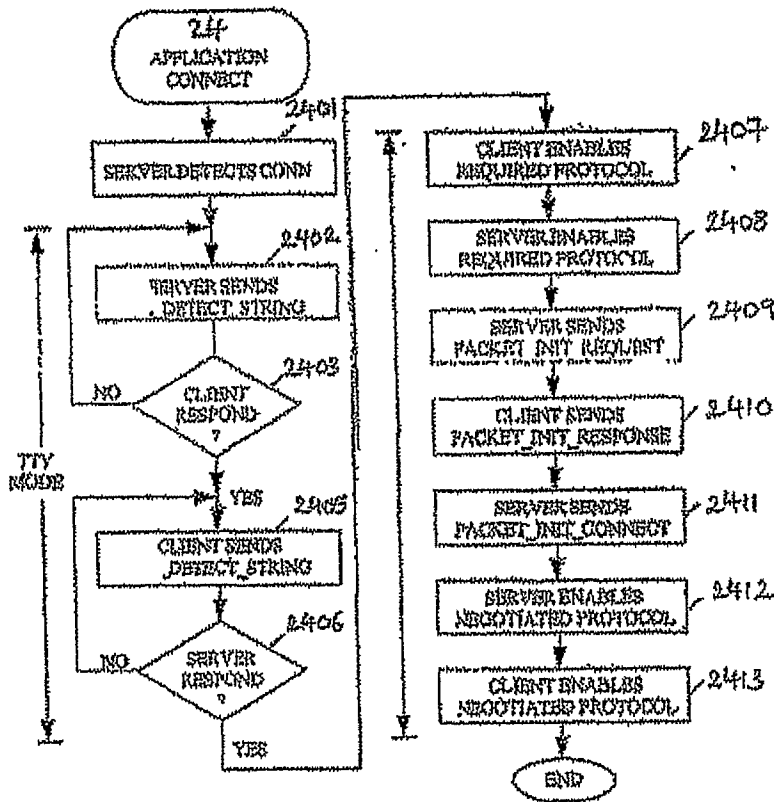 24
APPLICATION
CONNECT
2401
SERVER DETECTS CONN
2402
SERVER SENDS
.DETECT_STRING
2403
NO
CLIENT
RESPOND
?
TTY
MODE
YES
2405
CLIENT SENDS
.DETECT_STRING
2406
NO
SERVER
RESPOND
?
YES
2407
CLIENT ENABLES
REQUIRED PROTOCOL
2408
SERVER ENABLES
REQUIRED PROTOCOL
2409
SERVER SENDS
PACKET_INIT_REQUEST
2410
CLIENT SENDS
PACKET_INIT_RESPONSE
2411
SERVER SENDS
PACKET_INIT_CONNECT
2412
SERVER ENABLES
NEGOTIATED PROTOCOL
2413
CLIENT ENABLES
NEGOTIATED PROTOCOL
END